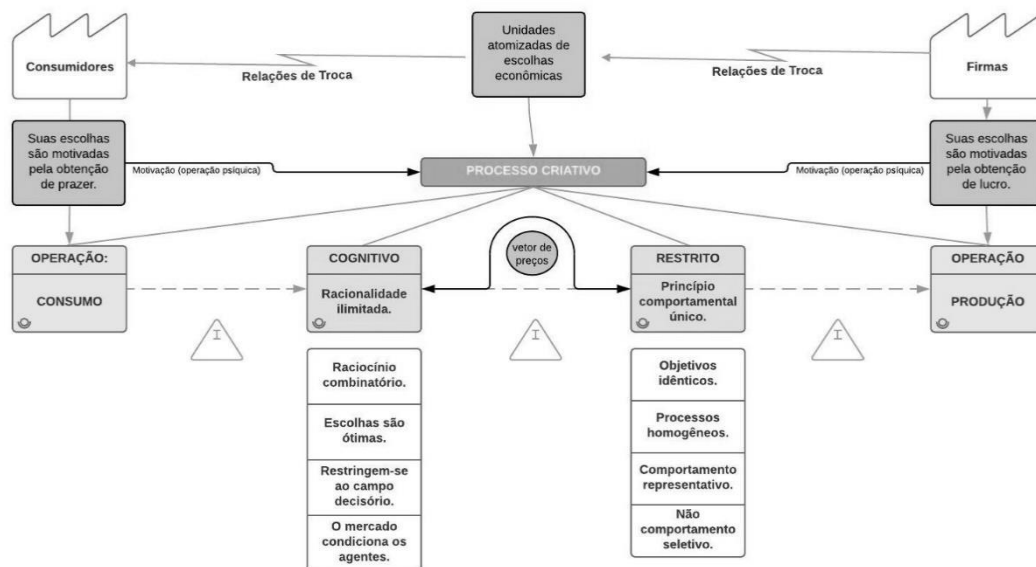 Consumidores
Relações de Troca
Unidades
atomizadas de
escolhas
econômicas
Relações de Troca
Firmas
Suas escolhas
são motivadas
pela obtenção
de prazer.
Motivação (operação psíquica)
PROCESSO CRIATIVO
Motivação (operação psíquica)
Suas escolhas
são motivadas
pela obtenção
de lucro.
OPERAÇÃO:
CONSUMO
COGNITIVO
Racionalidade
ilimitada.
vetor de
preços
RESTRITO
Princípio
comportamental
único.
OPERAÇÃO
PRODUÇÃO
I
I
I
Raciocínio
combinatório.
Escolhas são
ótimas.
Restringem-se
ao campo
decisório.
O mercado
condiciona os
agentes.
Objetivos
idênticos.
Processos
homogêneos.
Comportamento
representativo.
Não
comportamento
seletivo.